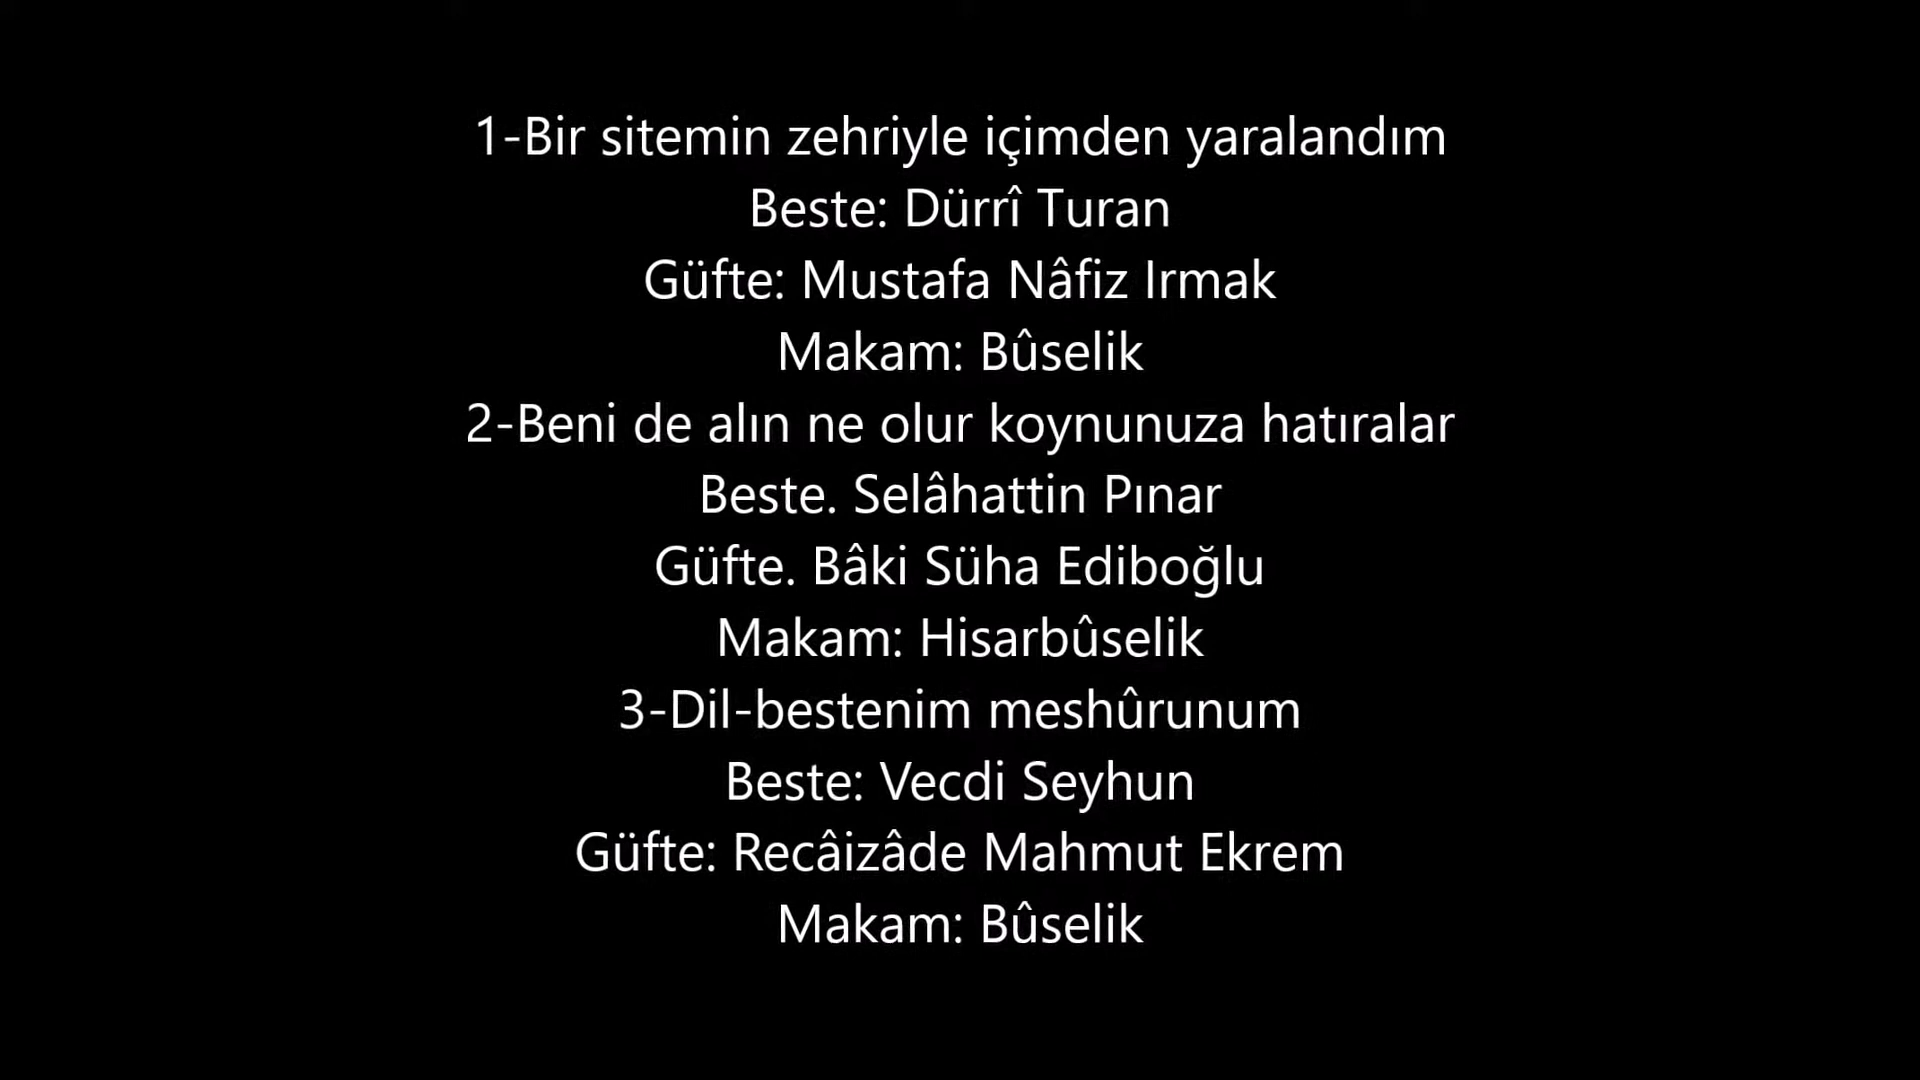 1-Bir sitemin zehriyle içimden yaralandım
Beste: Dürrî Turan
Güfte: Mustafa Nâfiz Irmak
Makam: Bûselik
2-Beni de alın ne olur koynunuza hatıralar
Beste. Selâhattin Pınar
Güfte. Bâki Süha Ediboğlu
Makam: Hisarbûselik
3-Dil-bestenim meshûrunum
Beste: Vecdi Seyhun
Güfte: Recâizâde Mahmut Ekrem
Makam: Bûselik